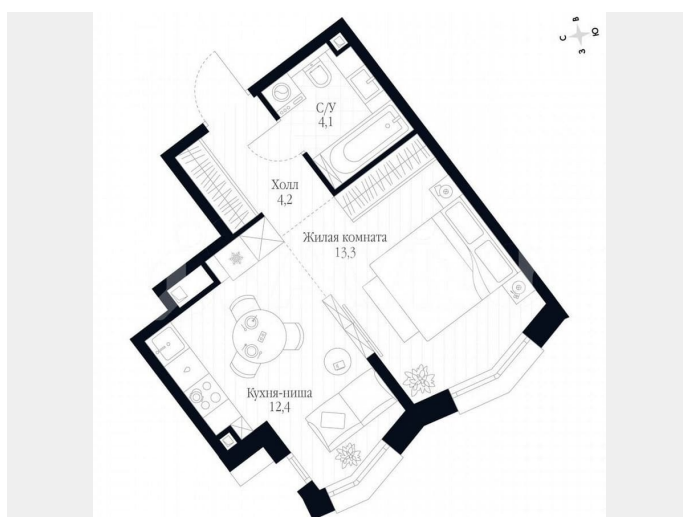 В
С
Ю
З
С/У
4,1
Холл
4,2
Жилая комната
13,3
Кухня-ниша
12,4